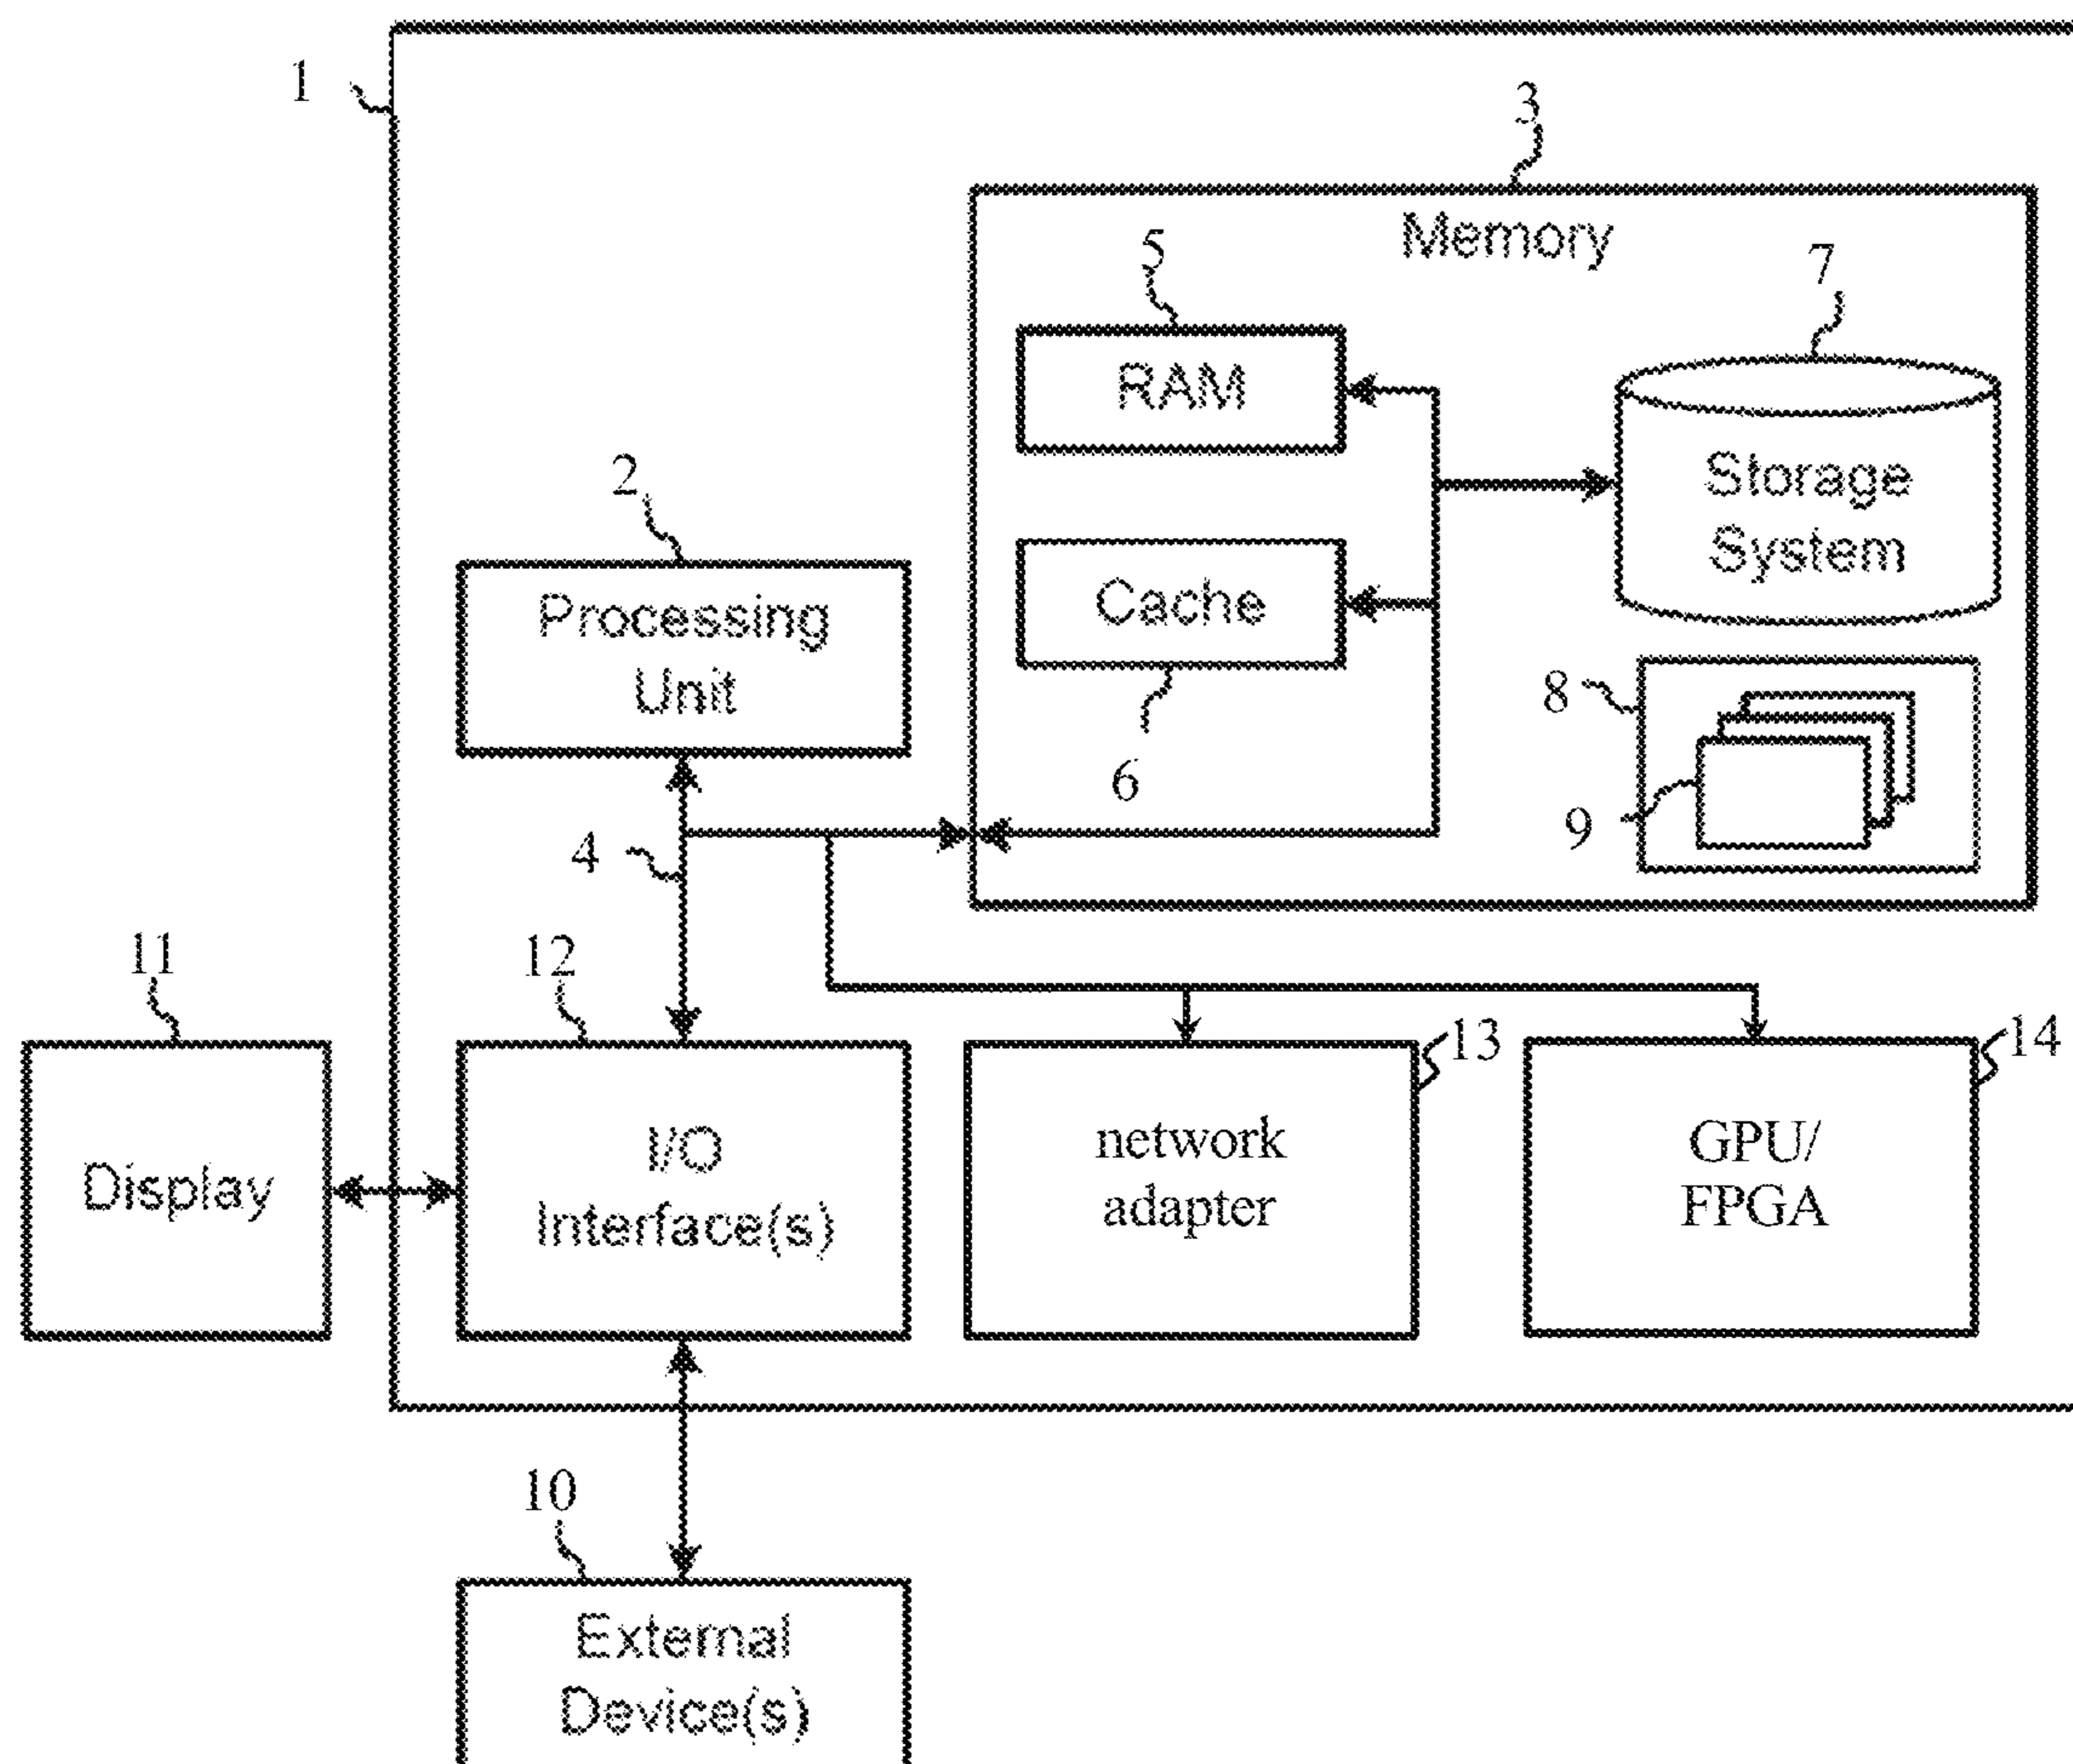 1
3
Memory
5
7
RAM
Storage
System
2
Processing
Unit
Cache
8
6
9
4
11
12
13
14
Display
I/O
Interface(s)
network
adapter
GPU/
FPGA
10
External
Device(s)